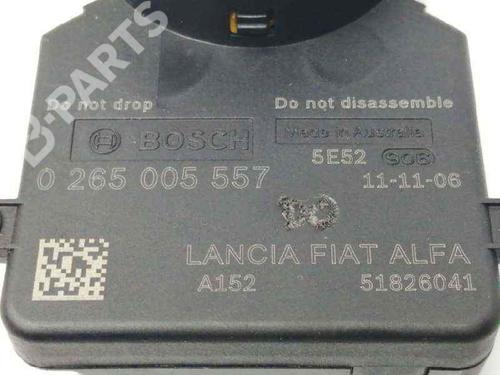 B-PARTS
Do not drop
Do not disassemble
BOSCH
Made in Australia
5E52 SOB
0 265 005 557
11-11-06
LANCIA FIAT ALFA
A152
51826041